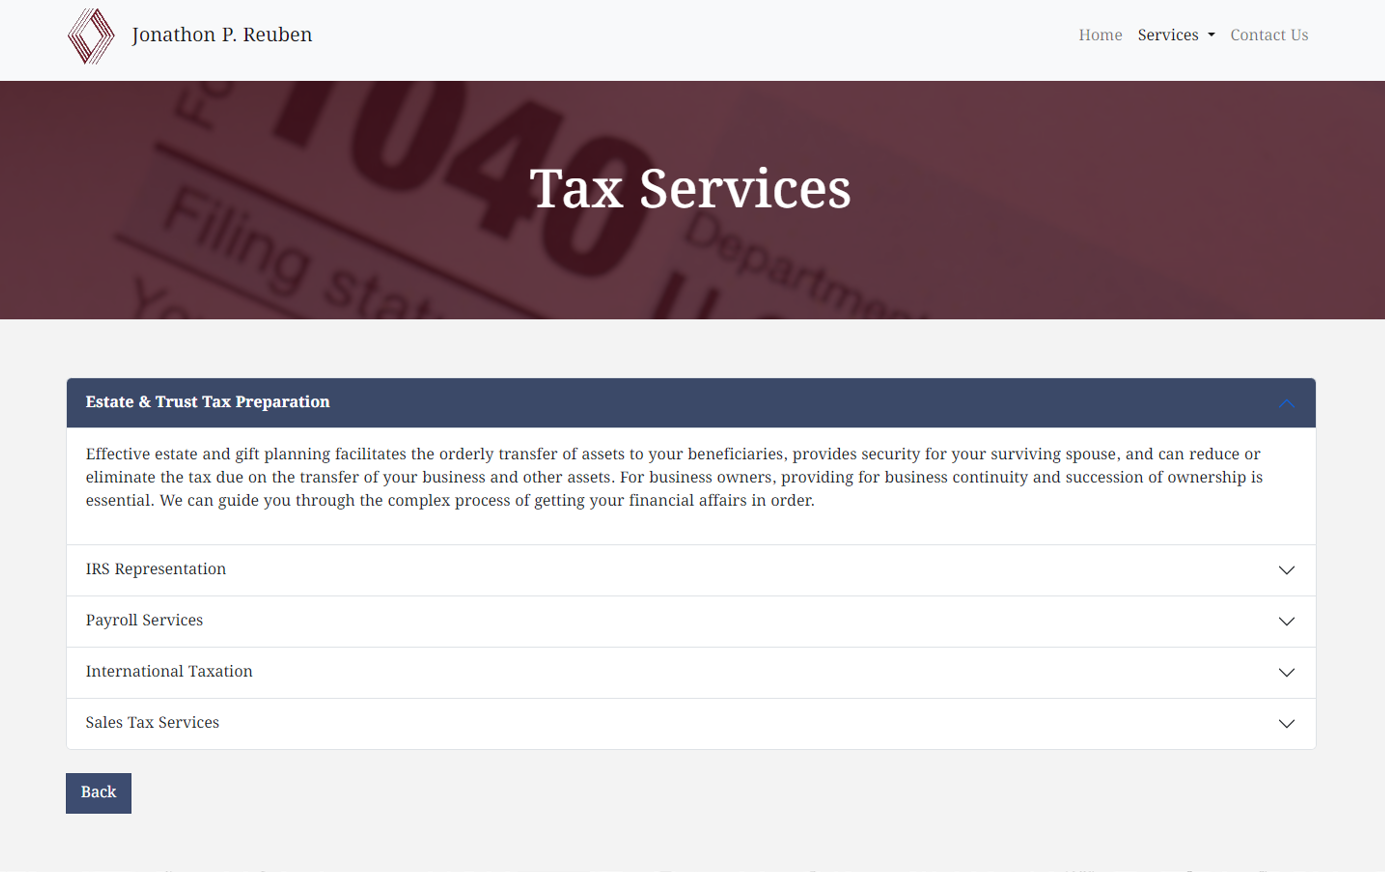 Jonathon P. Reuben
Home Services Contact Us
1040
Filing
Department
Tax Services
Estate & Trust Tax Preparation
Effective estate and gift planning facilitates the orderly transfer of assets to your beneficiaries, provides security for your surviving spouse, and can reduce or
eliminate the tax due on the transfer of your business and other assets. For business owners, providing for business continuity and succession of ownership is
essential. We can guide you through the complex process of getting your financial affairs in order.
IRS Representation
Payroll Services
International Taxation
Sales Tax Services
Back